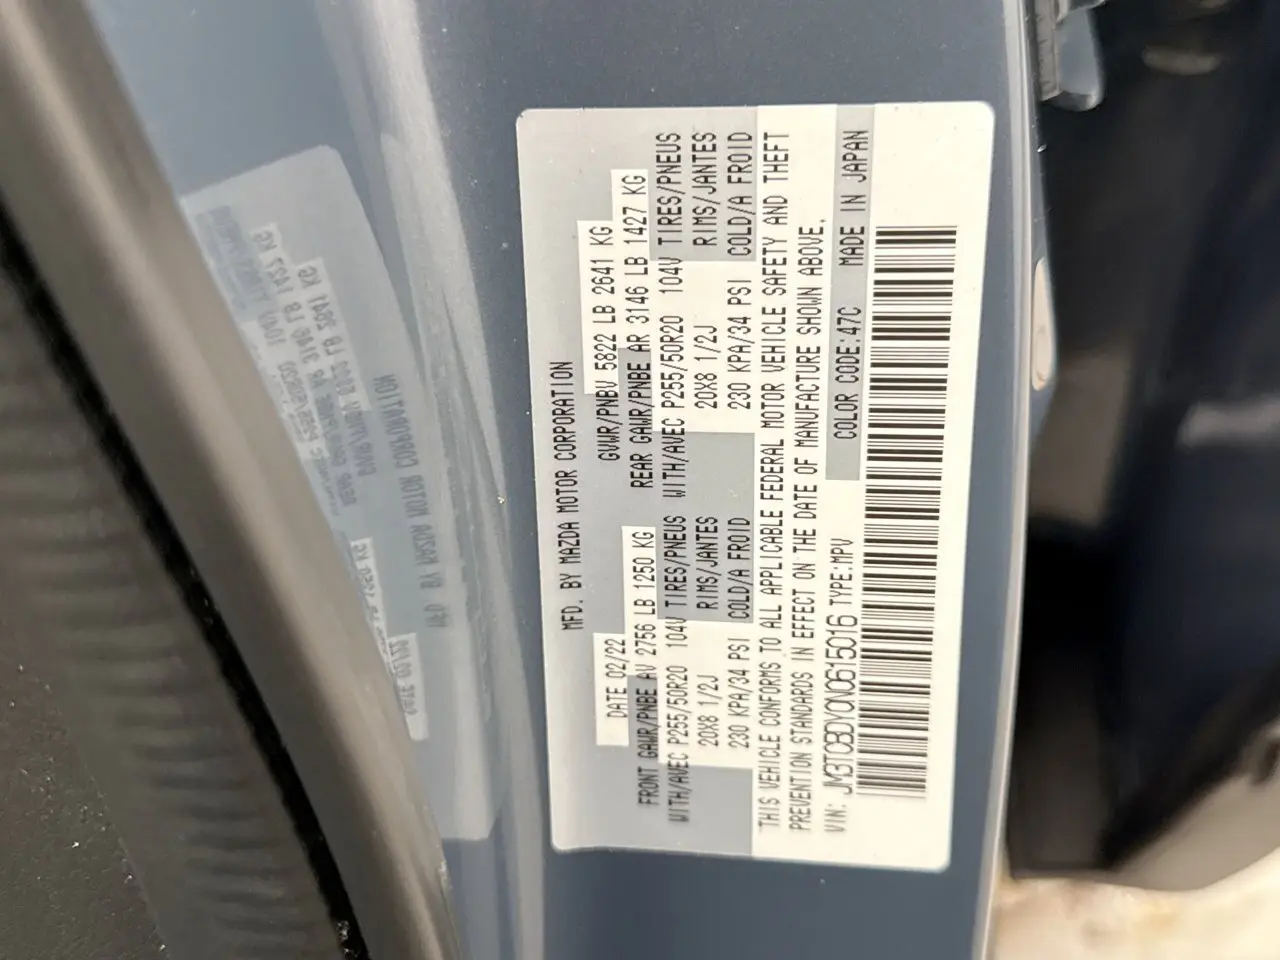 MFD. BY MAZDA MOTOR CORPORATION
DATE 02/22 GVWR/PNBV 5822 LB 2641 KG
FRONT GAWR/PNBE AV 2756 LB 1250 KG REAR GAWR/PNBE AR 3146 LB 1427 KG
WITH/AVEC P255/50R20 104V TIRES/PNEUS WITH/AVEC P255/50R20 104V TIRES/PNEUS
20X8 1/2J RIMS/JANTES 20X8 1/2J RIMS/JANTES
230 KPA/34 PSI COLD/A FROID 230 KPA/34 PSI COLD/A FROID
THIS VEHICLE CONFORMS TO ALL APPLICABLE FEDERAL MOTOR VEHICLE SAFETY AND THEFT
PREVENTION STANDARDS IN EFFECT ON THE DATE OF MANUFACTURE SHOWN ABOVE.
VIN: JM3TCBDY0N0615016 TYPE:MPV COLOR CODE:47C MADE IN JAPAN